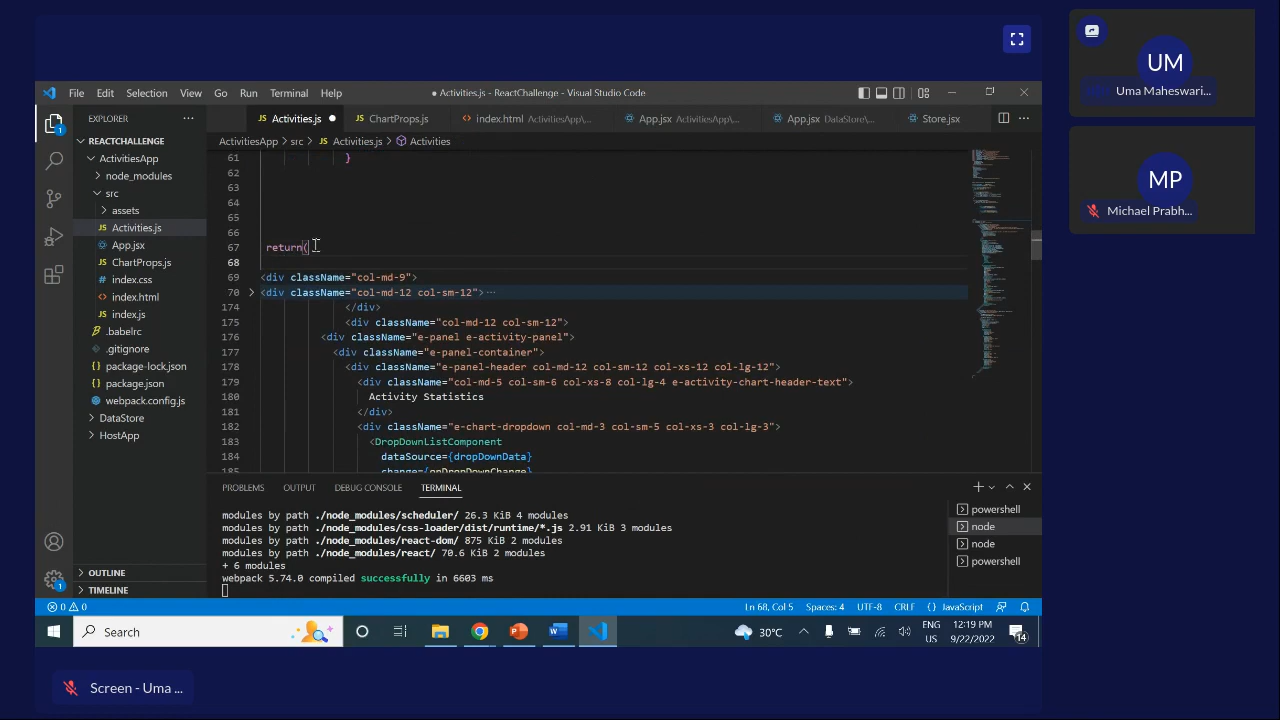 UM
Uma Maheswari...
MP
Michael Prabh...
File Edit Selection View Go Run Terminal Help
● Activities.js - ReactChallenge - Visual Studio Code
EXPLORER
Activities.js
ChartProps.js
index.html ActivitiesApp\...
App.jsx ActivitiesApp\...
App.jsx DataStore\...
Store.jsx
REACTCHALLENGE
ActivitiesApp
node_modules
src
assets
Activities.js
App.jsx
ChartProps.js
index.css
index.html
index.js
.babelrc
.gitignore
package-lock.json
package.json
webpack.config.js
DataStore
HostApp
OUTLINE
TIMELINE
ActivitiesApp > src > Activities.js > Activities
61 }
62
63
64
65
66
67 return(
68
69 <div className="col-md-9">
70 <div className="col-md-12 col-sm-12"> ...
174 </div>
175 <div className="col-md-12 col-sm-12">
176 <div className="e-panel e-activity-panel">
177 <div className="e-panel-container">
178 <div className="e-panel-header col-md-12 col-sm-12 col-xs-12 col-lg-12">
179 <div className="col-md-5 col-sm-6 col-xs-8 col-lg-4 e-activity-chart-header-text">
180 Activity Statistics
181 </div>
182 <div className="e-chart-dropdown col-md-3 col-sm-5 col-xs-3 col-lg-3">
183 <DropDownListComponent
184 dataSource={dropDownData}
185 change={onDropDownChange}
PROBLEMS OUTPUT DEBUG CONSOLE TERMINAL
modules by path ./node_modules/scheduler/ 26.3 KiB 4 modules
modules by path ./node_modules/css-loader/dist/runtime/*.js 2.91 KiB 3 modules
modules by path ./node_modules/react-dom/ 875 KiB 2 modules
modules by path ./node_modules/react/ 70.6 KiB 2 modules
+ 6 modules
webpack 5.74.0 compiled successfully in 6603 ms
powershell
node
node
powershell
0 0
Ln 68, Col 5 Spaces: 4 UTF-8 CRLF {} JavaScript
Search
30°C
ENG
US
12:19 PM
9/22/2022
14
Screen - Uma ...